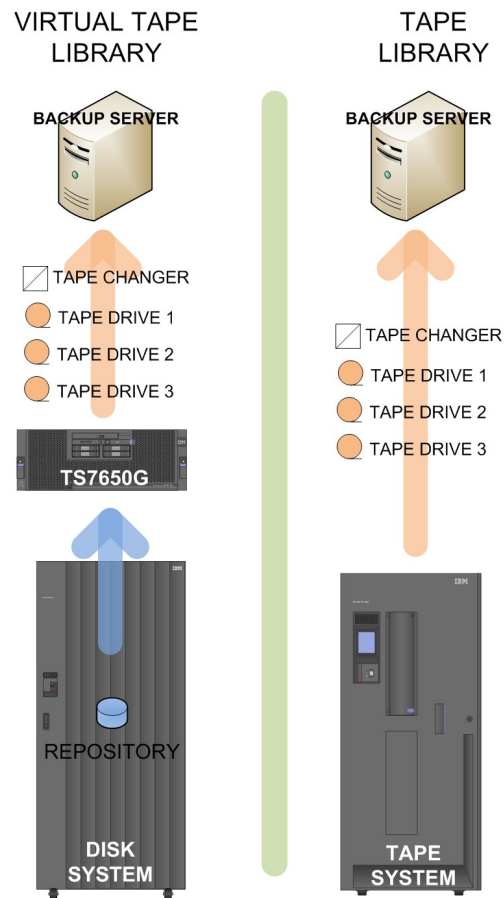 VIRTUAL TAPE
LIBRARY
BACKUP SERVER
TAPE CHANGER
TAPE DRIVE 1
TAPE DRIVE 2
TAPE DRIVE 3
IBM
TS7650G
IBM
REPOSITORY
DISK
SYSTEM
TAPE
LIBRARY
BACKUP SERVER
TAPE CHANGER
TAPE DRIVE 1
TAPE DRIVE 2
TAPE DRIVE 3
IBM
TAPE
SYSTEM